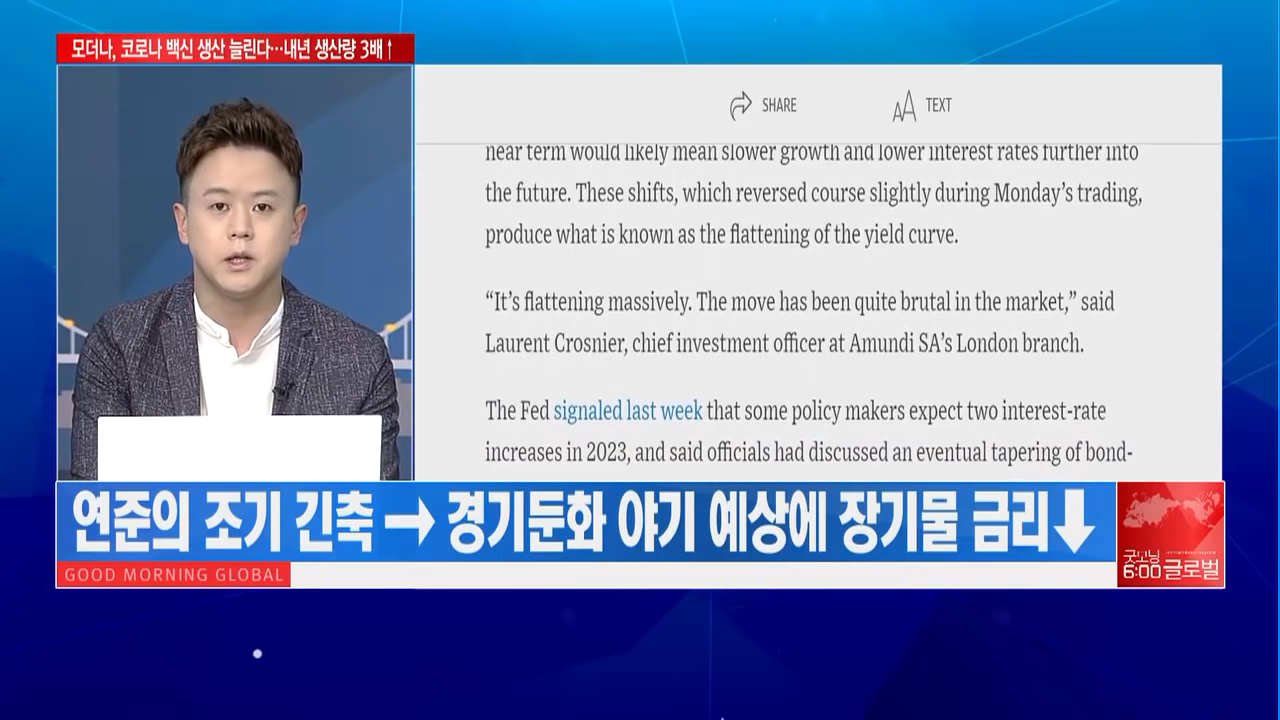 모더나, 코로나 백신 생산 늘린다…내년 생산량 3배↑
SHARE
TEXT
near term would likely mean slower growth and lower interest rates further into
the future. These shifts, which reversed course slightly during Monday’s trading,
produce what is known as the flattening of the yield curve.
“It’s flattening massively. The move has been quite brutal in the market,” said
Laurent Crosnier, chief investment officer at Amundi SA’s London branch.
The Fed signaled last week that some policy makers expect two interest-rate
increases in 2023, and said officials had discussed an eventual tapering of bond-
연준의 조기 긴축→경기둔화 야기 예상에 장기물 금리↓
GOOD MORNING GLOBAL
굿모닝
6:00 글로벌